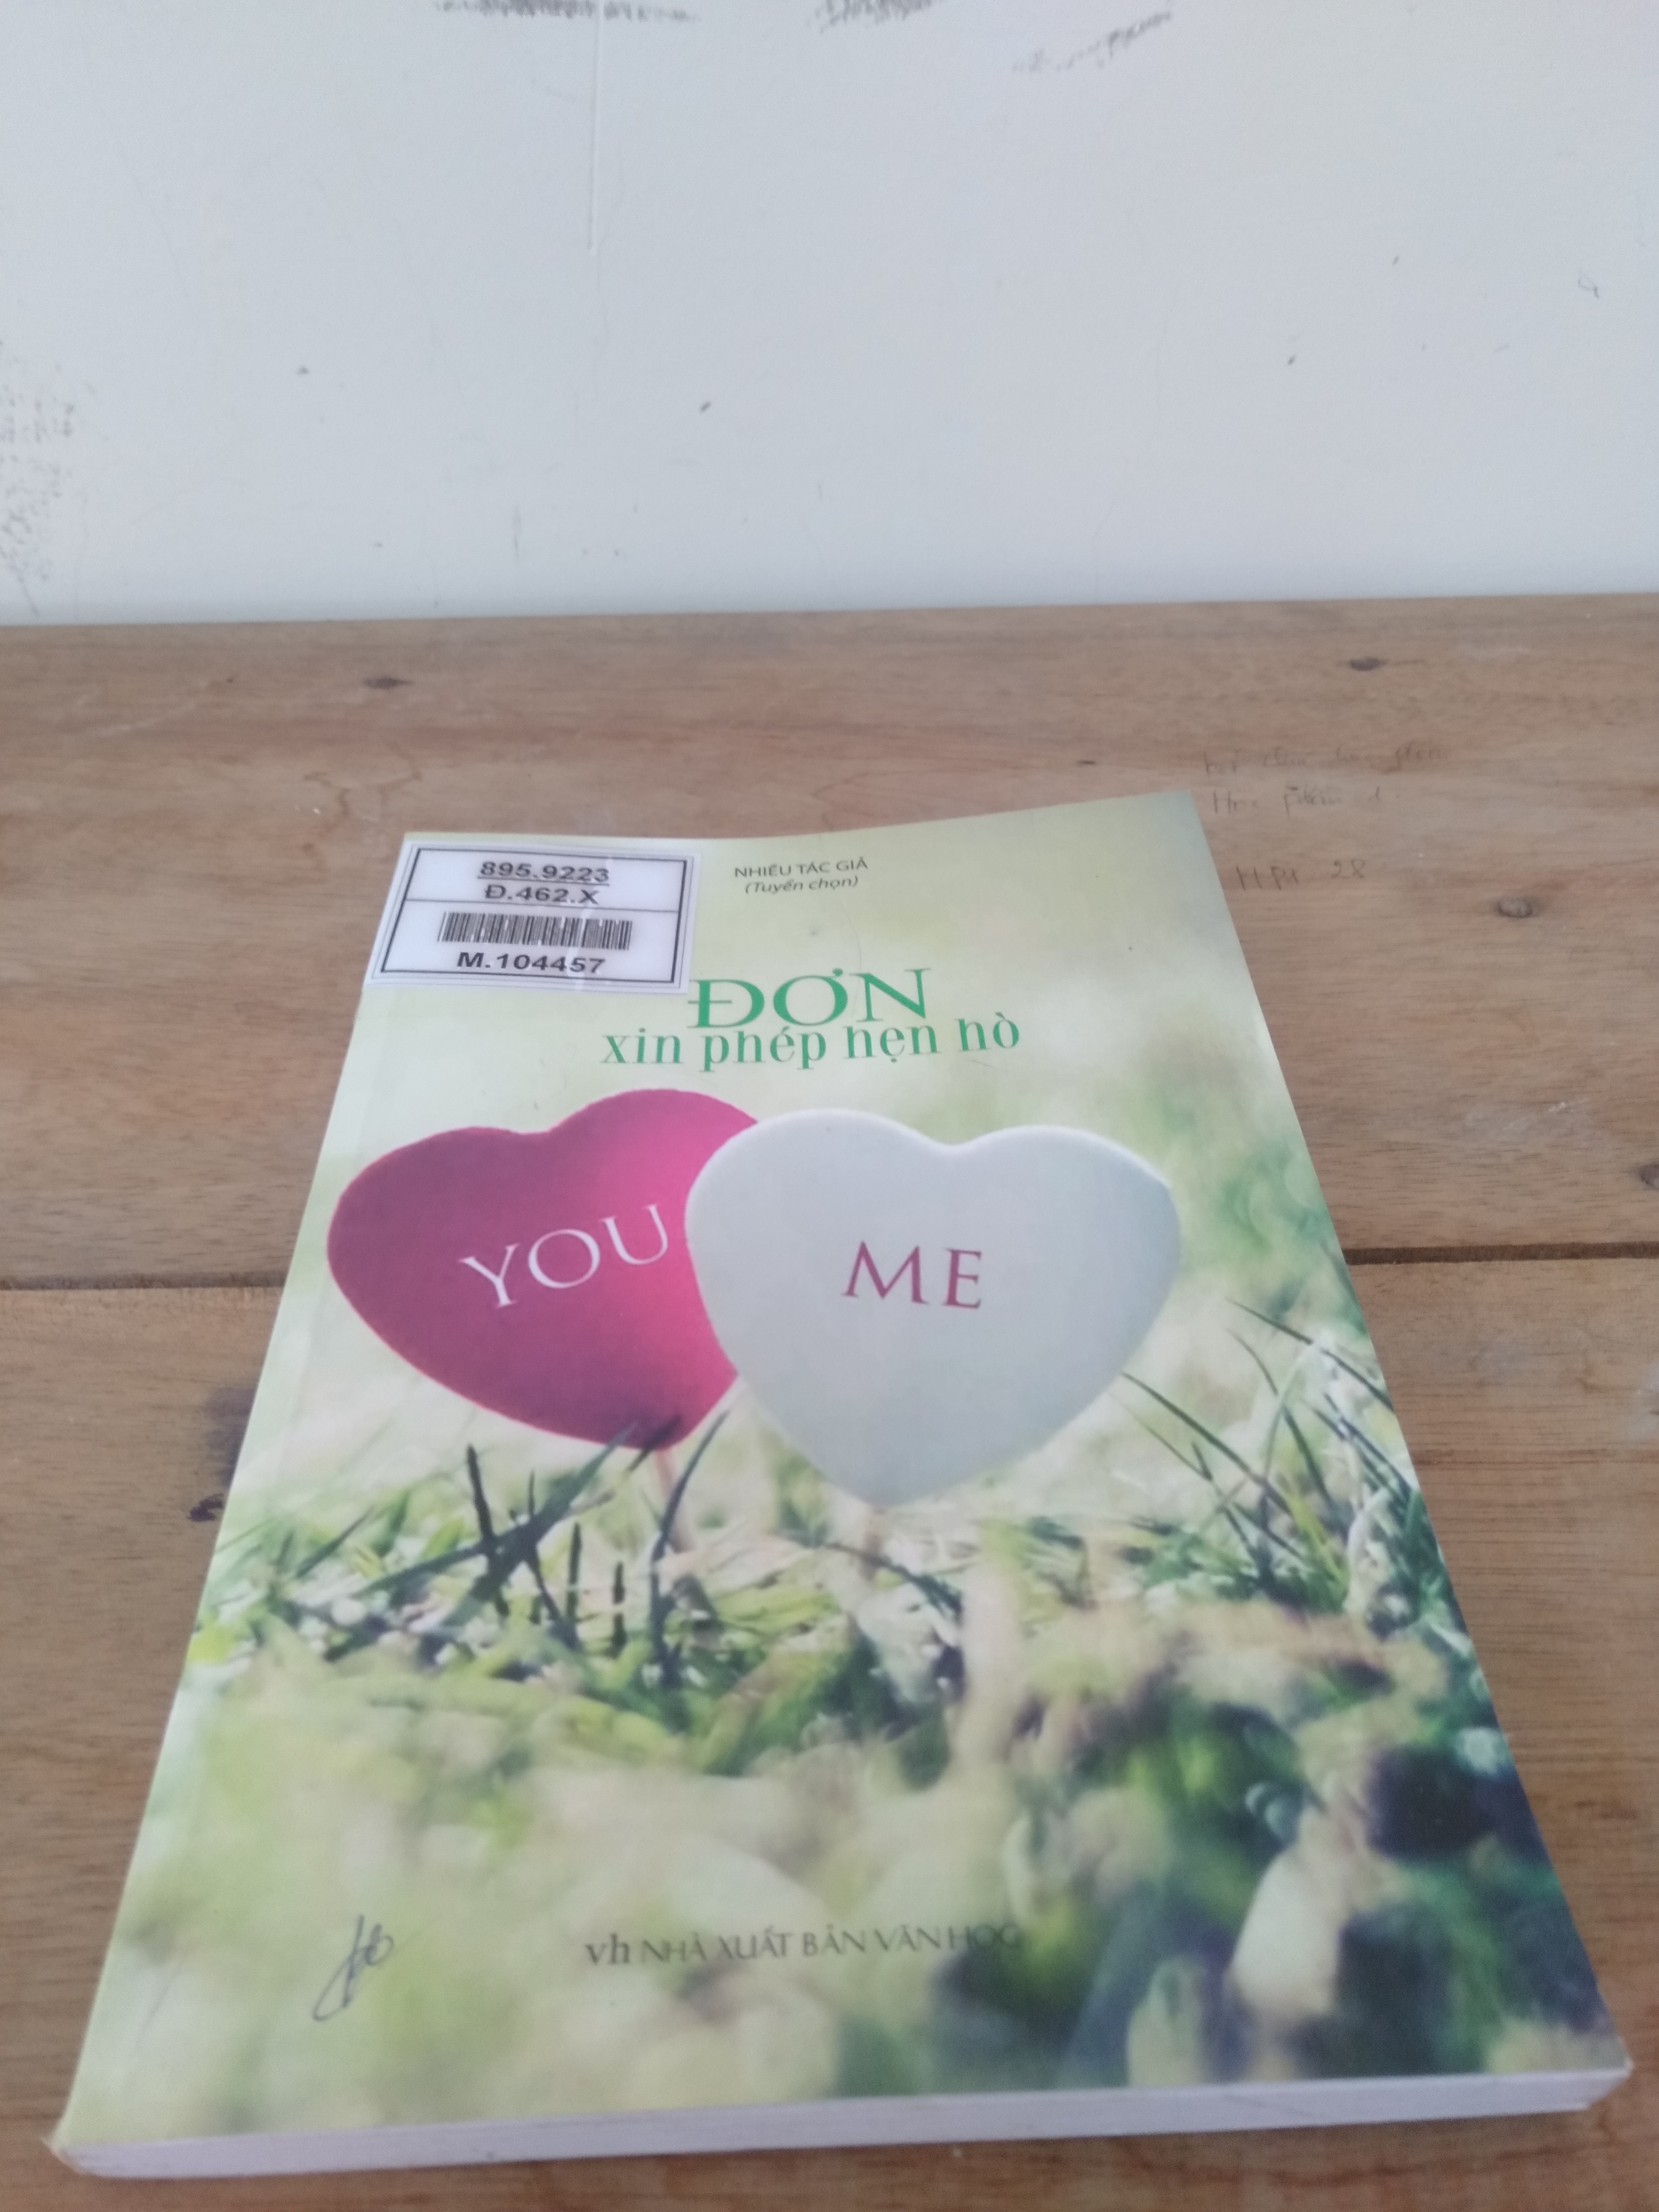 895.9223
Đ.462.X
M.104457
NHIỀU TÁC GIẢ
(Tuyển chọn)
ĐƠN
xin phép hẹn hò
YOU
ME
vh NHÀ XUẤT BẢN VĂN HỌC